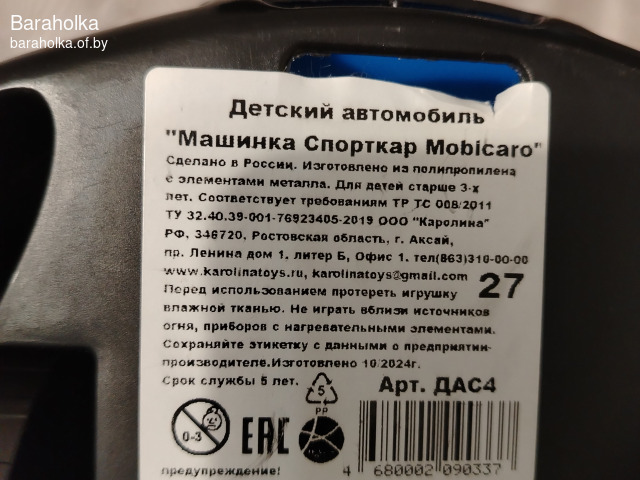 Baraholka
baraholka.of.by
Детский автомобиль
"Машинка Спорткар Mobicaro"
Сделано в России. Изготовлено из полипропилена
с элементами металла. Для детей старше 3-х
лет. Соответствует требованиям ТР ТС 008/2011
ТУ 32.40.39-001-76923405-2019 ООО "Каролина"
РФ, 346720, Ростовская область, г. Аксай,
пр. Ленина дом 1, литер Б, Офис 1. тел(863)310-00-00
www.karolinatoys.ru, karolinatoys@gmail.com
27
Перед использованием протереть игрушку
влажной тканью. Не играть вблизи источников
огня, приборов с нагревательными элементами.
Сохраняйте этикетку с данными о предприятии-
производителе.Изготовлено 10/2024г.
Срок службы 5 лет.
5
PP
Арт. ДАС4
0-3
EAC
предупреждение!
4 680002 090337